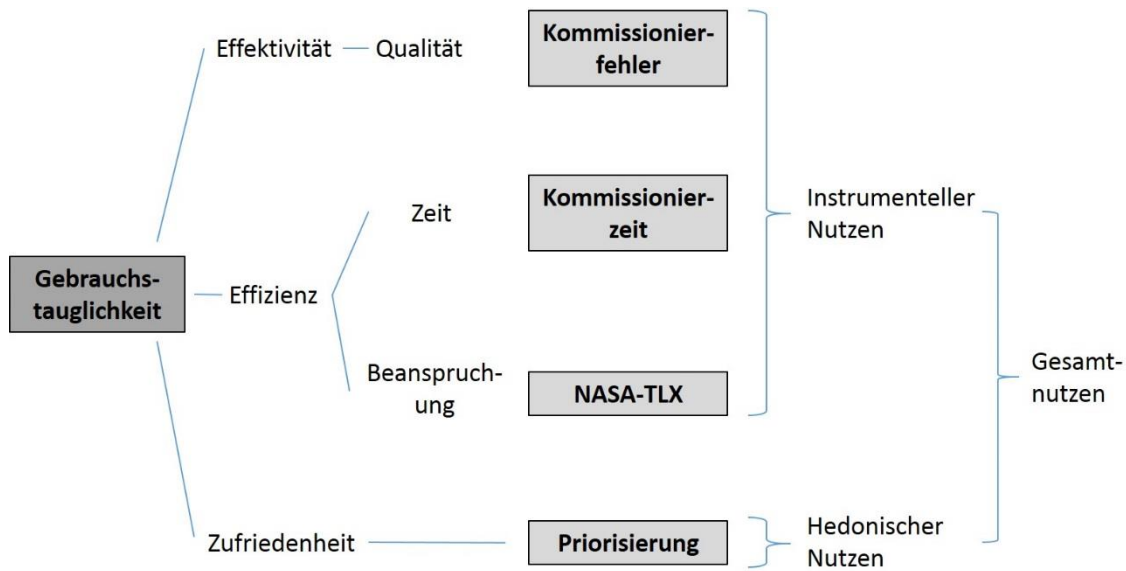 Effektivität
Qualität
Kommissionier-
fehler
Zeit
Kommissionier-
zeit
Instrumenteller
Nutzen
Gebrauchs-
tauglichkeit
Effizienz
Beanspruch-
ung
NASA-TLX
Gesamt-
nutzen
Zufriedenheit
Priorisierung
Hedonischer
Nutzen